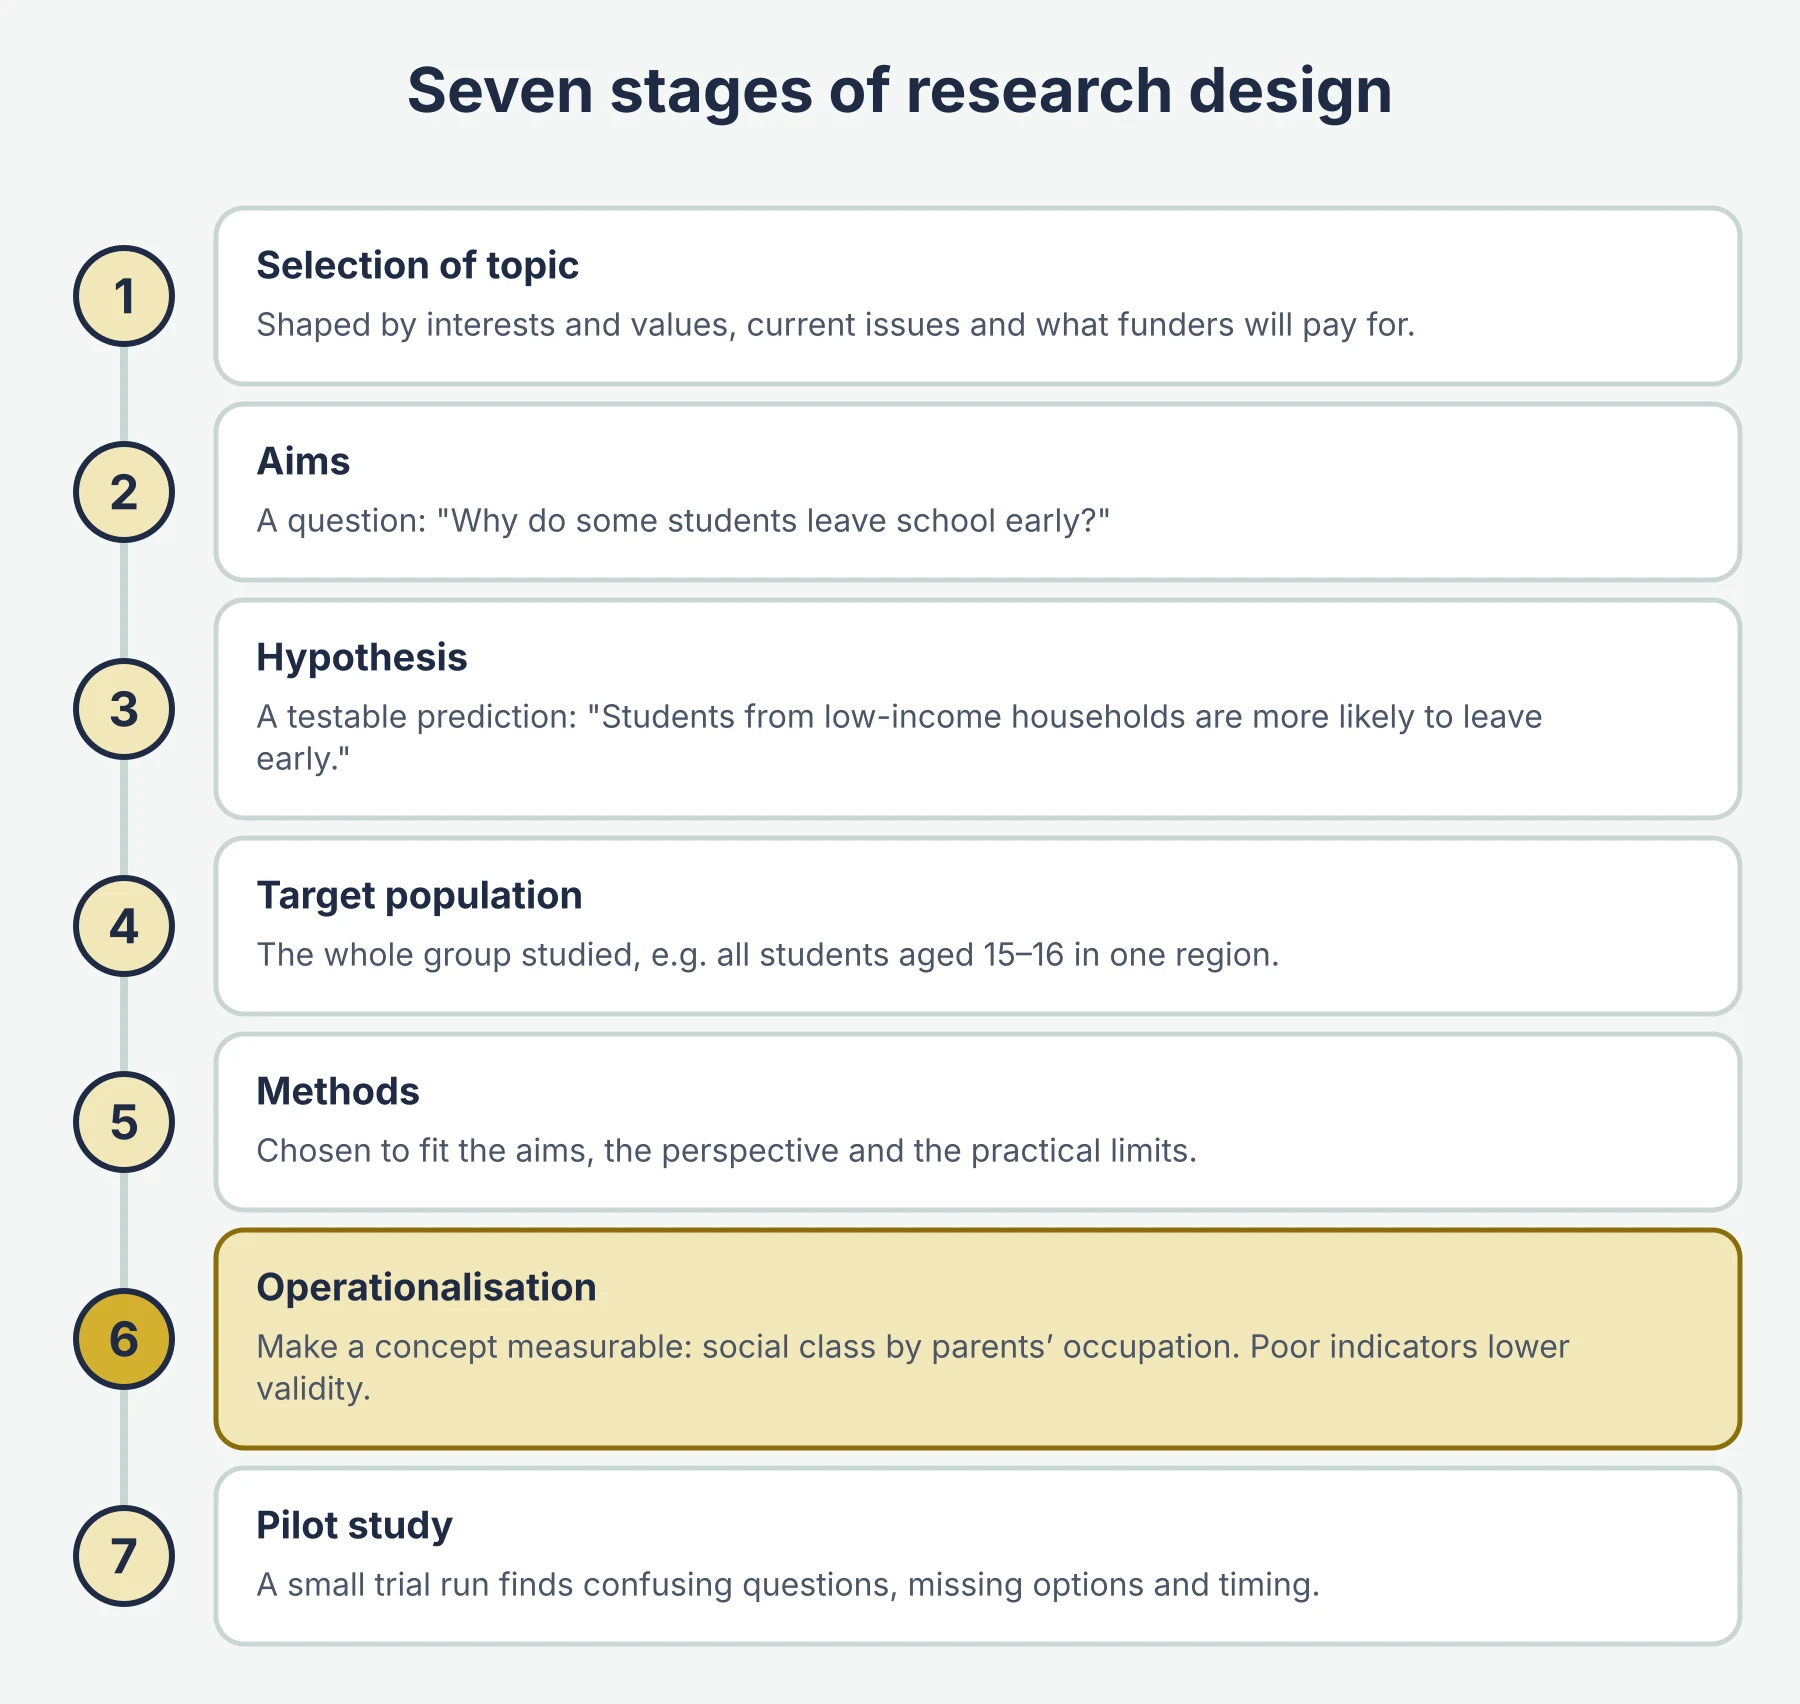 Seven stages of research design
1
Selection of topic
Shaped by interests and values, current issues and what funders will pay for.
2
Aims
A question: "Why do some students leave school early?"
3
Hypothesis
A testable prediction: "Students from low-income households are more likely to leave
early."
4
Target population
The whole group studied, e.g. all students aged 15–16 in one region.
5
Methods
Chosen to fit the aims, the perspective and the practical limits.
6
Operationalisation
Make a concept measurable: social class by parents’ occupation. Poor indicators lower
validity.
7
Pilot study
A small trial run finds confusing questions, missing options and timing.